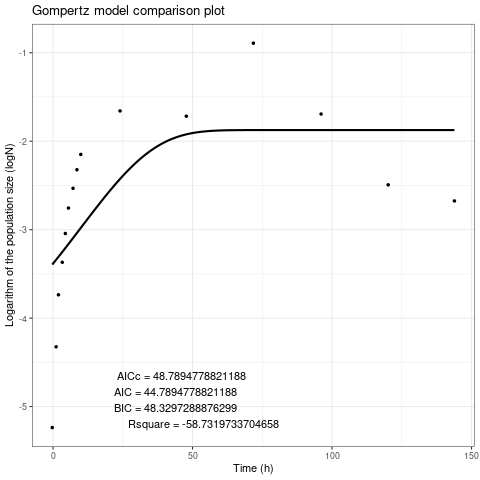 Gompertz model comparison plot
Logarithm of the population size (logN)
-1
-2
-3
-4
-5
AICc = 48.7894778821188
AIC = 44.7894778821188
BIC = 48.3297288876299
Rsquare = -58.7319733704658
0 50 100 150
Time (h)